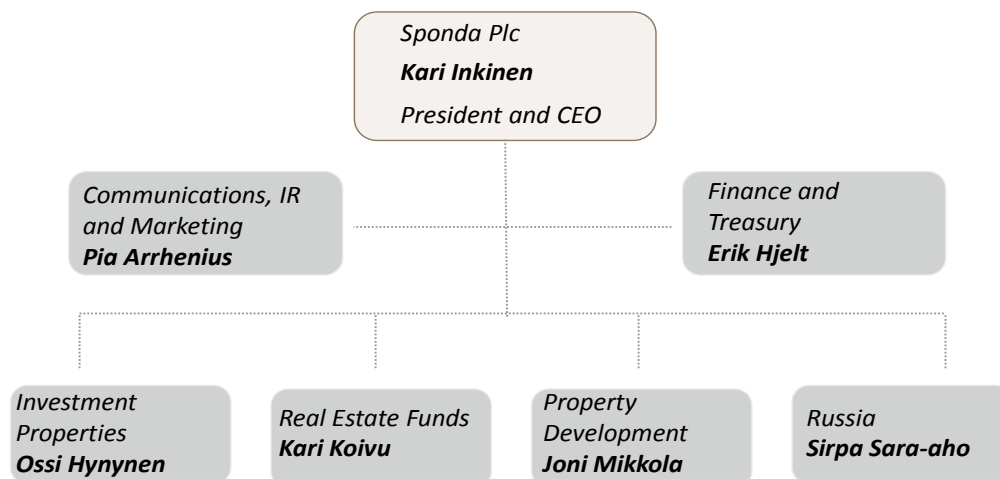 Sponda Plc
Kari Inkinen
President and CEO
Communications, IR
and Marketing
Pia Arrhenius
Finance and
Treasury
Erik Hjelt
Investment
Properties
Ossi Hynynen
Real Estate Funds
Kari Koivu
Property
Development
Joni Mikkola
Russia
Sirpa Sara-aho